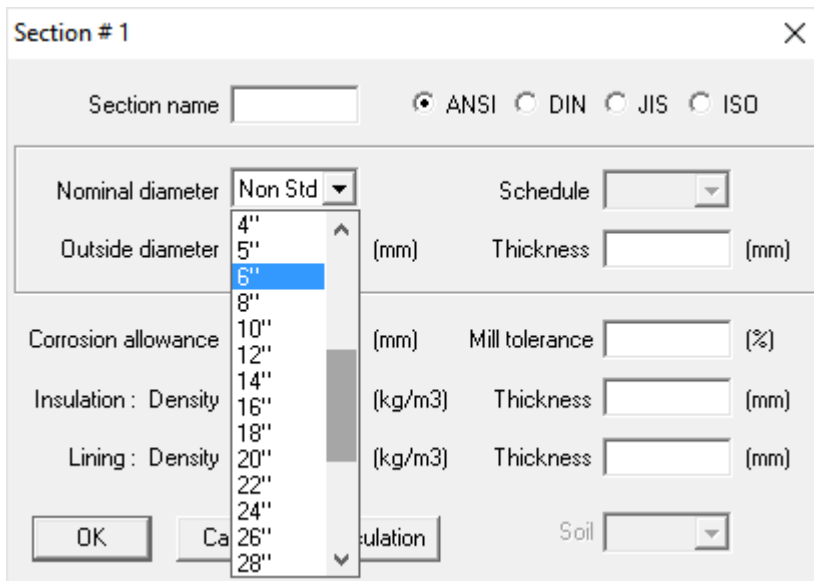 Section # 1
Section name ANSI DIN JIS ISO
Nominal diameter Non Std Schedule
4''
Outside diameter 5'' (mm) Thickness (mm)
6''
8''
10''
Corrosion allowance 12'' (mm) Mill tolerance (%)
14''
Insulation : Density 16'' (kg/m3) Thickness (mm)
18''
Lining : Density 20'' (kg/m3) Thickness (mm)
22''
24''
OK Ca 26'' culation Soil
28''